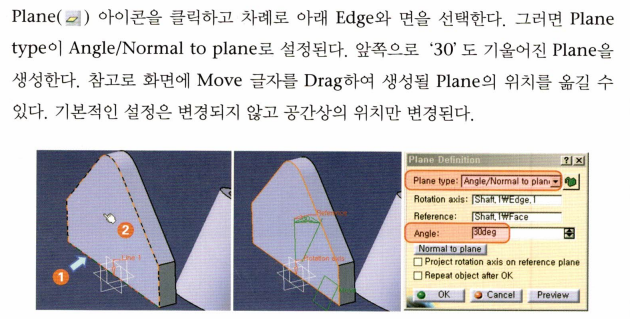 Plane( ) 아이콘을 클릭하고 차례로 아래 Edge와 면을 선택한다. 그러면 Plane
type이 Angle/Normal to plane로 설정된다. 앞쪽으로 ‘30’ 도 기울어진 Plane을
생성한다. 참고로 화면에 Move 글자를 Drag하여 생성될 Plane의 위치를 옮길 수
있다. 기본적인 설정은 변경되지 않고 공간상의 위치만 변경된다.
2
1
Line.1
Reference
Rotation axis
Plane Definition
Plane type: Angle/Normal to plane
Rotation axis: Shaft.1₩Edge.1
Reference: Shaft.1₩Face
Angle: 30deg
Normal to plane
Project rotation axis on reference plane
Repeat object after OK
OK Cancel Preview